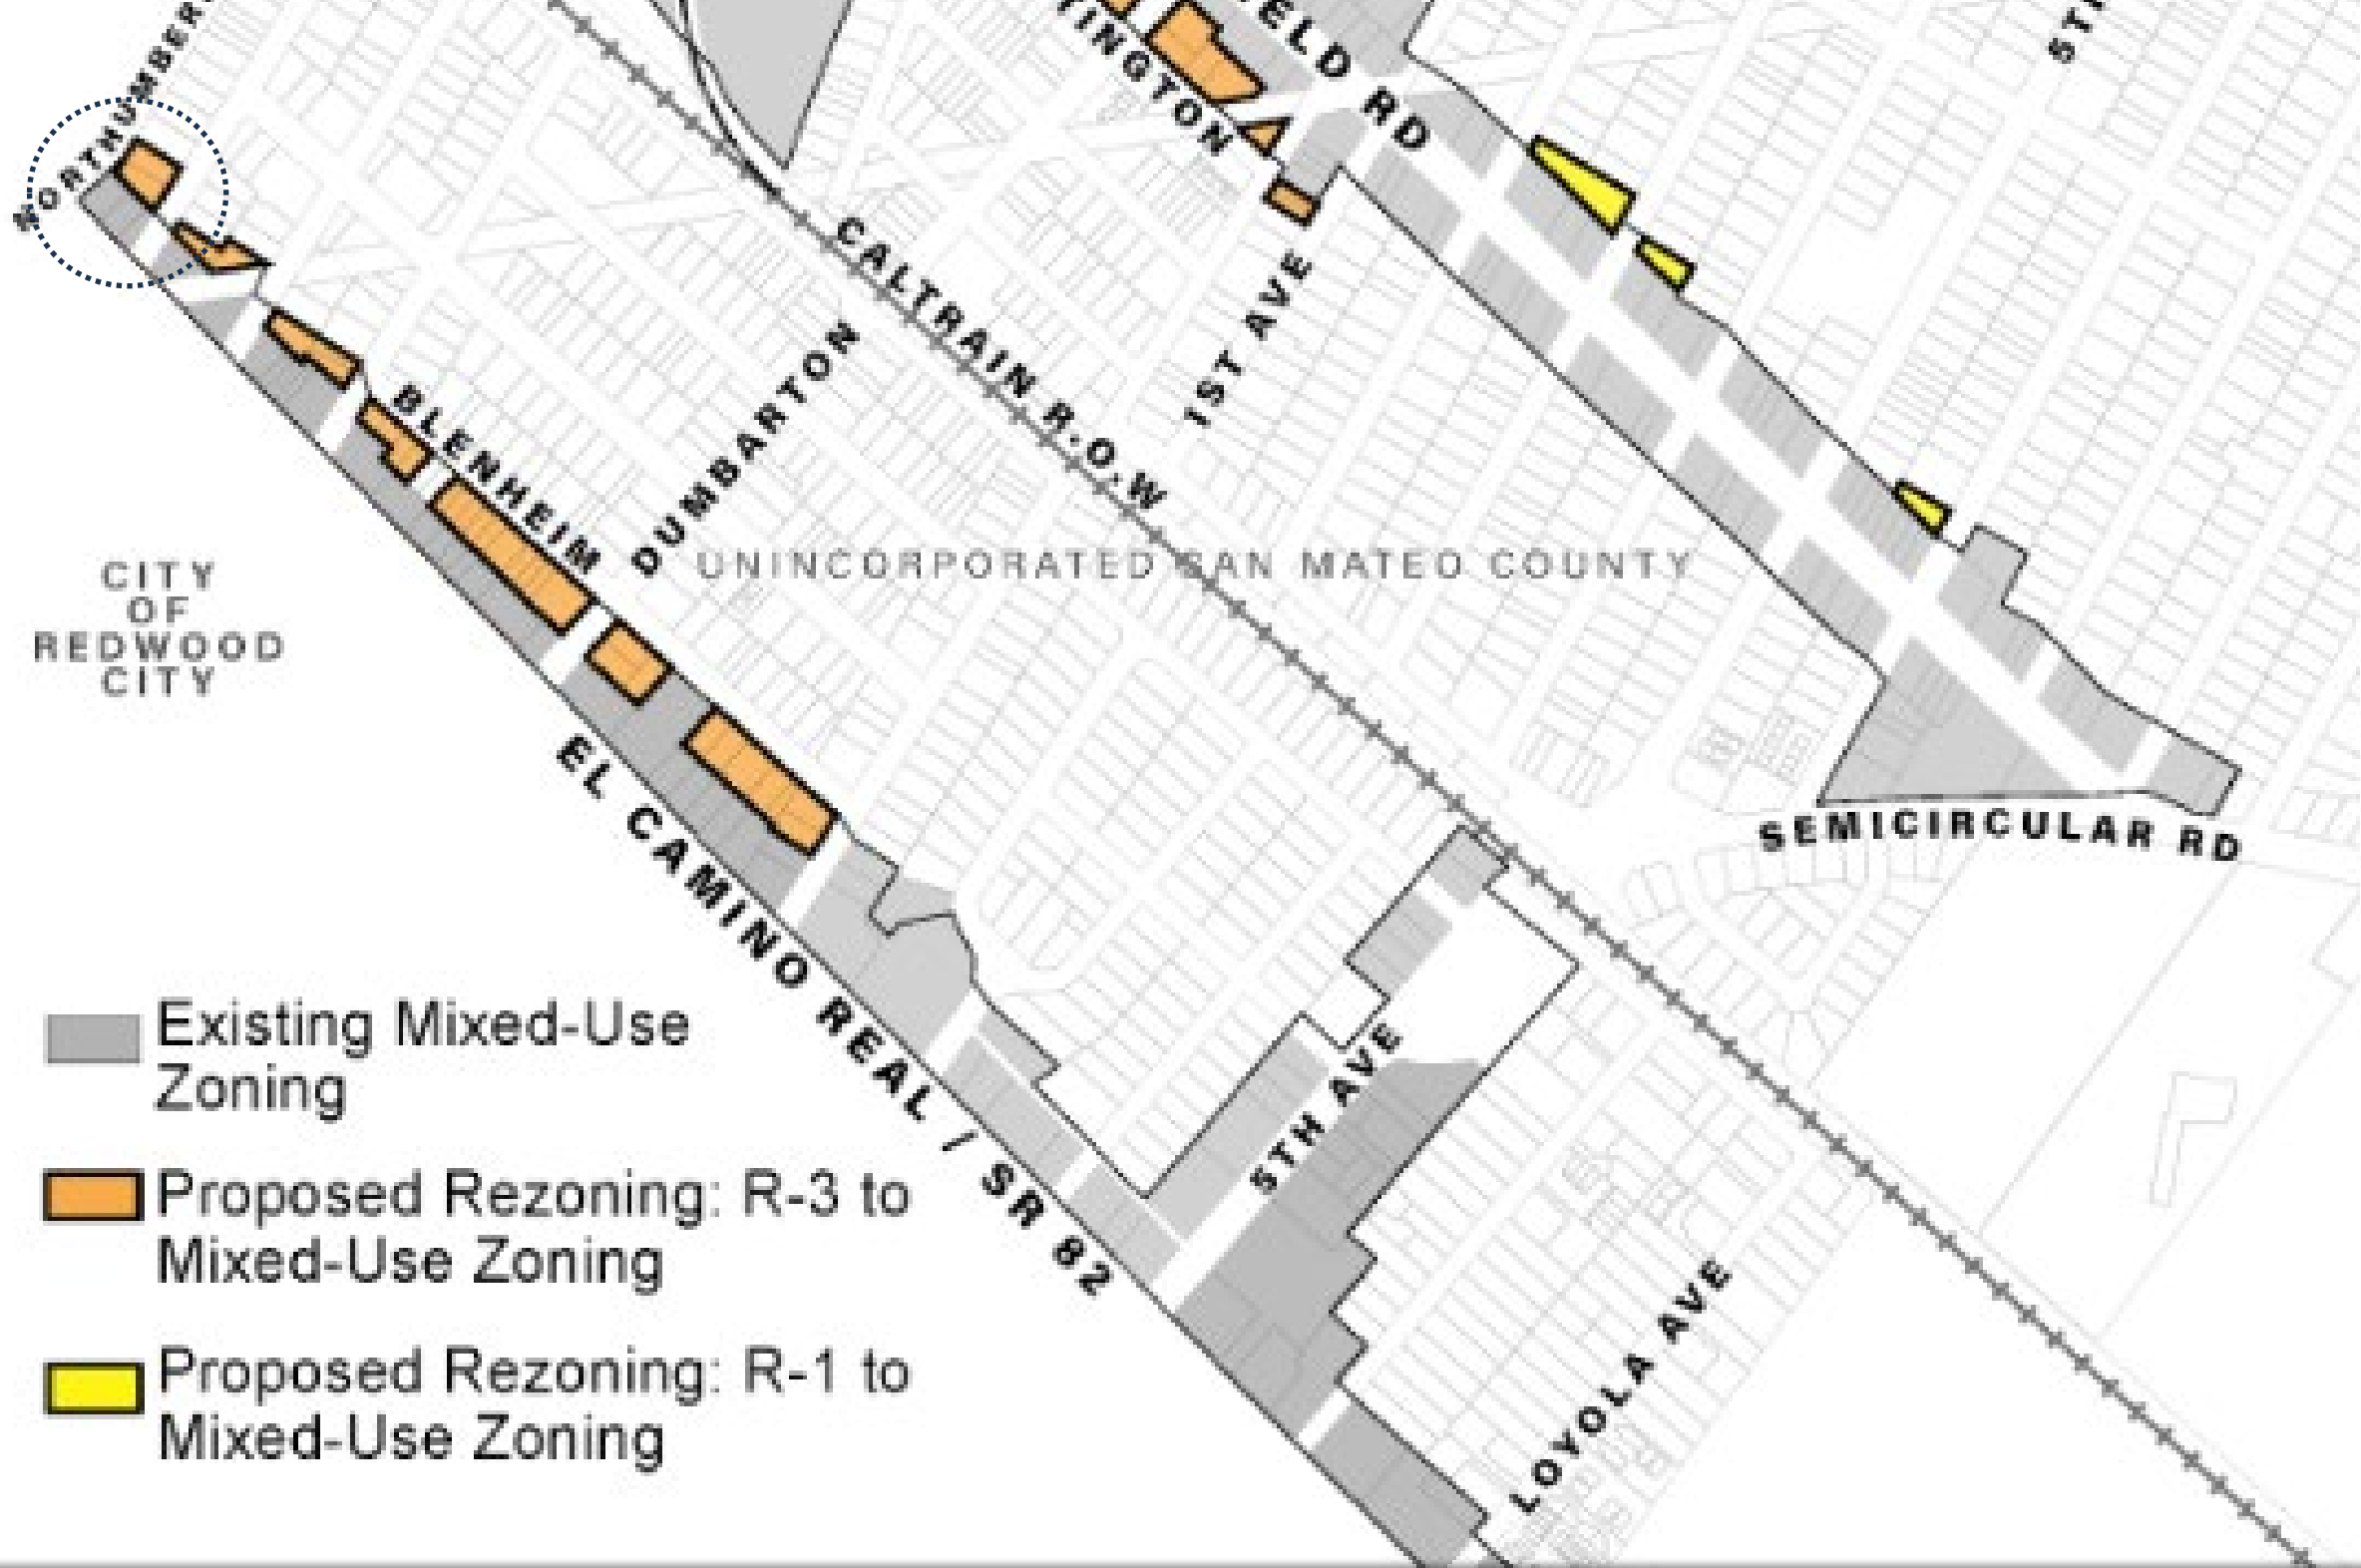 RD
CALTRAIN R.O.W
1ST AVE
BLENHEIM
DUMBARTON
UNINCORPORATED SAN MATEO COUNTY
CITY
OF
REDWOOD
CITY
EL CAMINO REAL / SR 82
SEMICIRCULAR RD
5TH AVE
LOYOLA AVE
Existing Mixed-Use
Zoning
Proposed Rezoning: R-3 to
Mixed-Use Zoning
Proposed Rezoning: R-1 to
Mixed-Use Zoning